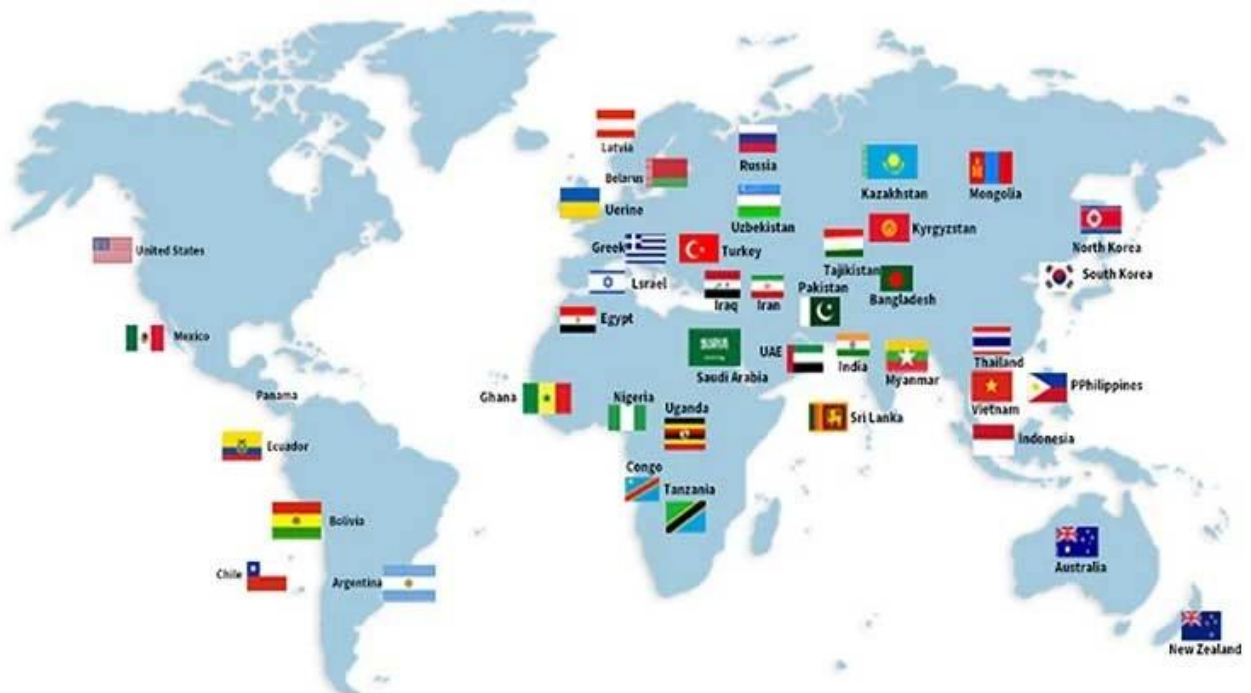 Latvia
Russia
Belarus
Kazakhstan
Mongolia
Uerine
Uzbekistan
Kyrgyzstan
North Korea
United States
Greek
Turkey
Tajikistan
South Korea
Lsrael
Iraq
Iran
Pakistan
Bangladesh
Egypt
Mexico
Saudi Arabia
UAE
India
Myanmar
Thailand
Panama
Ghana
Nigeria
Uganda
Sri Lanka
Vietnam
PPhilippines
Ecuador
Indonesia
Congo
Tanzania
Bolivia
Chile
Argentina
Australia
New Zealand